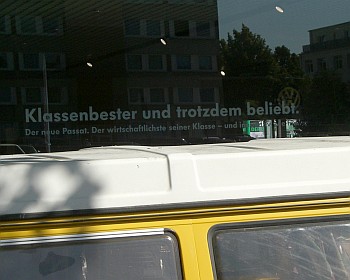 Klassenbester und trotzdem beliebt.
Der neue Passat. Der wirtschaftlichste seiner Klasse – und